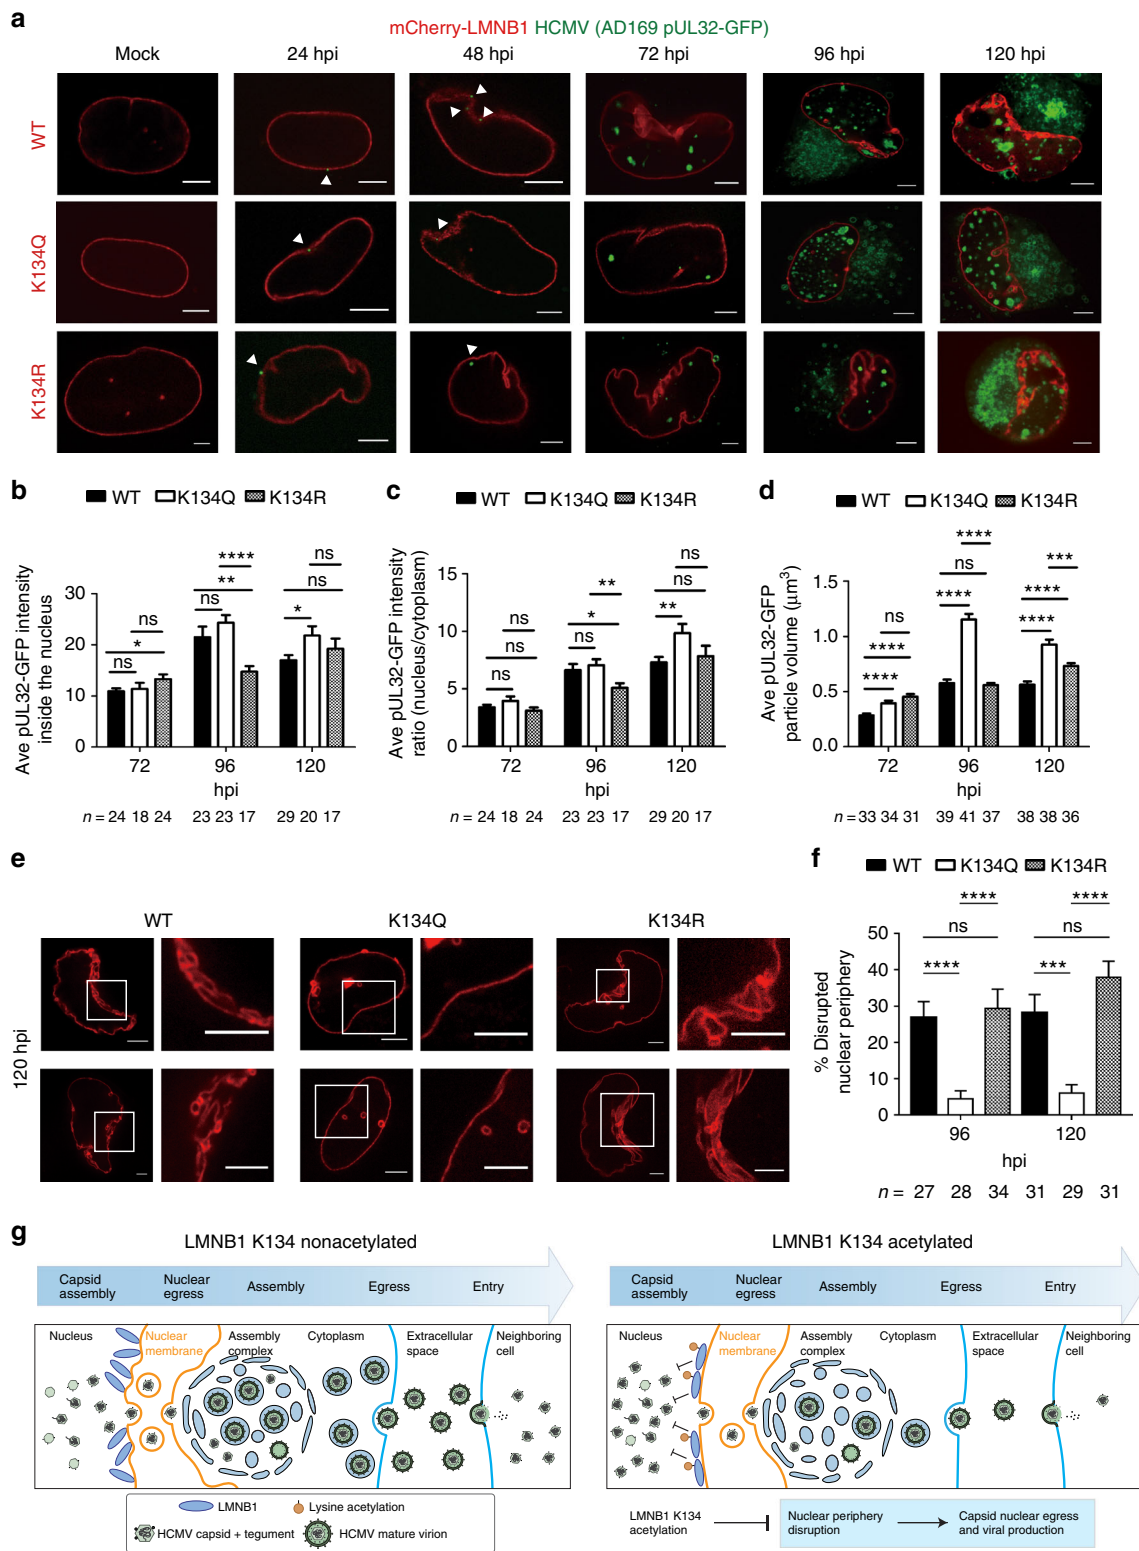 a
mCherry-LMNB1 HCMV (AD169 pUL32-GFP)
Mock 24 hpi 48 hpi 72 hpi 96 hpi 120 hpi
WT
K134Q
K134R
b
WT K134Q K134R
Ave pUL32-GFP intensity
inside the nucleus
30
20
10
0
ns * ns
ns ** ****
* ns ns
72 96 120
hpi
n = 24 18 24 23 23 17 29 20 17
c
WT K134Q K134R
Ave pUL32-GFP intensity
ratio (nucleus/cytoplasm)
15
10
5
0
ns ns ns
ns * **
** ns ns
72 96 120
hpi
n = 24 18 24 23 23 17 29 20 17
d
WT K134Q K134R
Ave pUL32-GFP
particle volume (μm³)
1.5
1.0
0.5
0.0
**** **** ns
**** ns ****
**** **** ***
72 96 120
hpi
n = 33 34 31 39 41 37 38 38 36
e
WT K134Q K134R
120 hpi
f
WT K134Q K134R
% Disrupted
nuclear periphery
50
40
30
20
10
0
**** ns ****
*** ns ****
96 120
hpi
n = 27 28 34 31 29 31
g
LMNB1 K134 nonacetylated
Capsid
assembly
Nuclear
egress
Assembly
Egress
Entry
Nucleus
Nuclear
membrane
Assembly
complex
Cytoplasm
Extracellular
space
Neighboring
cell
LMNB1
Lysine acetylation
HCMV capsid + tegument
HCMV mature virion
LMNB1 K134 acetylated
Capsid
assembly
Nuclear
egress
Assembly
Egress
Entry
Nucleus
Nuclear
membrane
Assembly
complex
Cytoplasm
Extracellular
space
Neighboring
cell
LMNB1 K134
acetylation
Nuclear periphery
disruption
Capsid nuclear egress
and viral production